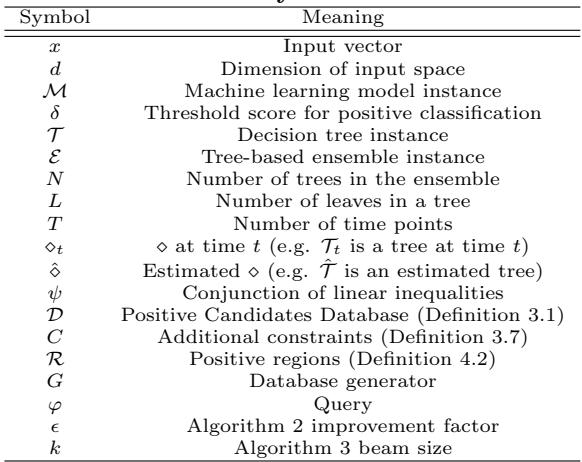 Symbol Meaning
x Input vector
d Dimension of input space
ℳ Machine learning model instance
δ Threshold score for positive classification
𝒯 Decision tree instance
ℰ Tree-based ensemble instance
N Number of trees in the ensemble
L Number of leaves in a tree
T Number of time points
⋄ₜ ⋄ at time t (e.g. 𝒯ₜ is a tree at time t)
⋄̂ Estimated ⋄ (e.g. 𝒯̂ is an estimated tree)
ψ Conjunction of linear inequalities
𝒟 Positive Candidates Database (Definition 3.1)
C Additional constraints (Definition 3.7)
ℛ Positive regions (Definition 4.2)
G Database generator
φ Query
ϵ Algorithm 2 improvement factor
k Algorithm 3 beam size